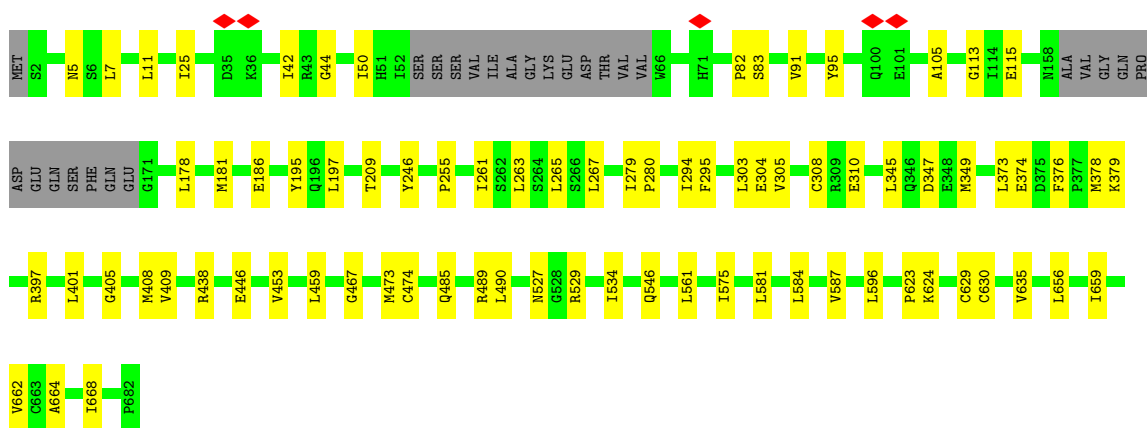 MET S2 N5 S6 L7 L11 I25 D35 K36 I42 R43 G44 I50 H51 I52 SER SER SER VAL ILE ALA GLY LYS GLU ASP THR VAL VAL W66 H71 P82 S83 V91 Y95 Q100 E101 A105 G113 I114 E115 N158 ALA VAL GLY GLN PRO
ASP GLU GLN SER PHE GLN GLU G171 L178 M181 E186 Y195 Q196 L197 T209 Y246 P255 I261 S262 L263 S264 L265 S266 L267 I279 P280 I294 F295 L303 E304 V305 C308 R309 E310 L345 Q346 D347 E348 M349 L373 E374 D375 F376 P377 M378 K379
R397 L401 G405 M408 V409 R438 E446 V453 L459 G467 M473 C474 Q485 R489 L490 N527 G528 R529 I534 Q546 L561 I575 L581 L584 V587 L596 P623 K624 C629 C630 V635 L656 I659
V662 C663 A664 I668 P682